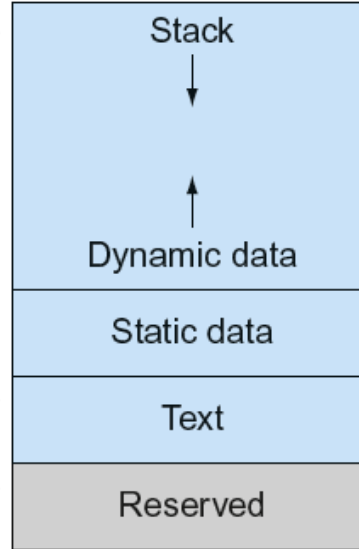 Stack
Dynamic data
Static data
Text
Reserved